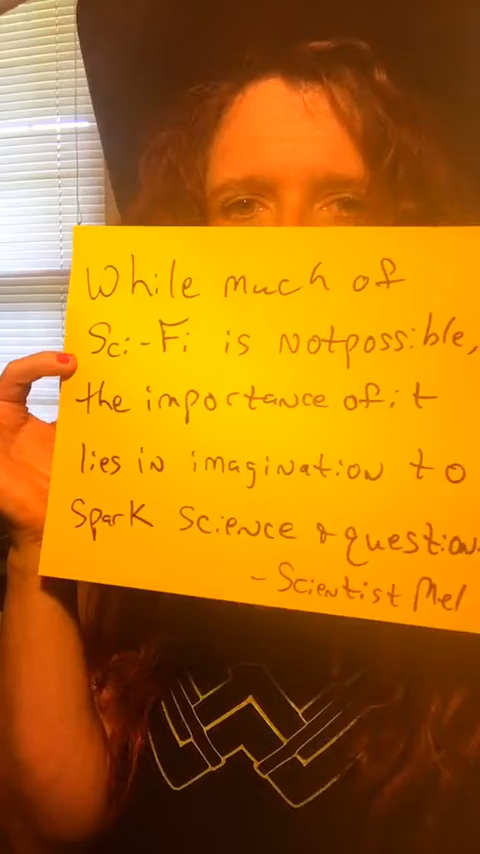 While much of
Sci-Fi is notpossible,
the importance of it
lies in imagination to
Spark Science & question
- Scientist Mel